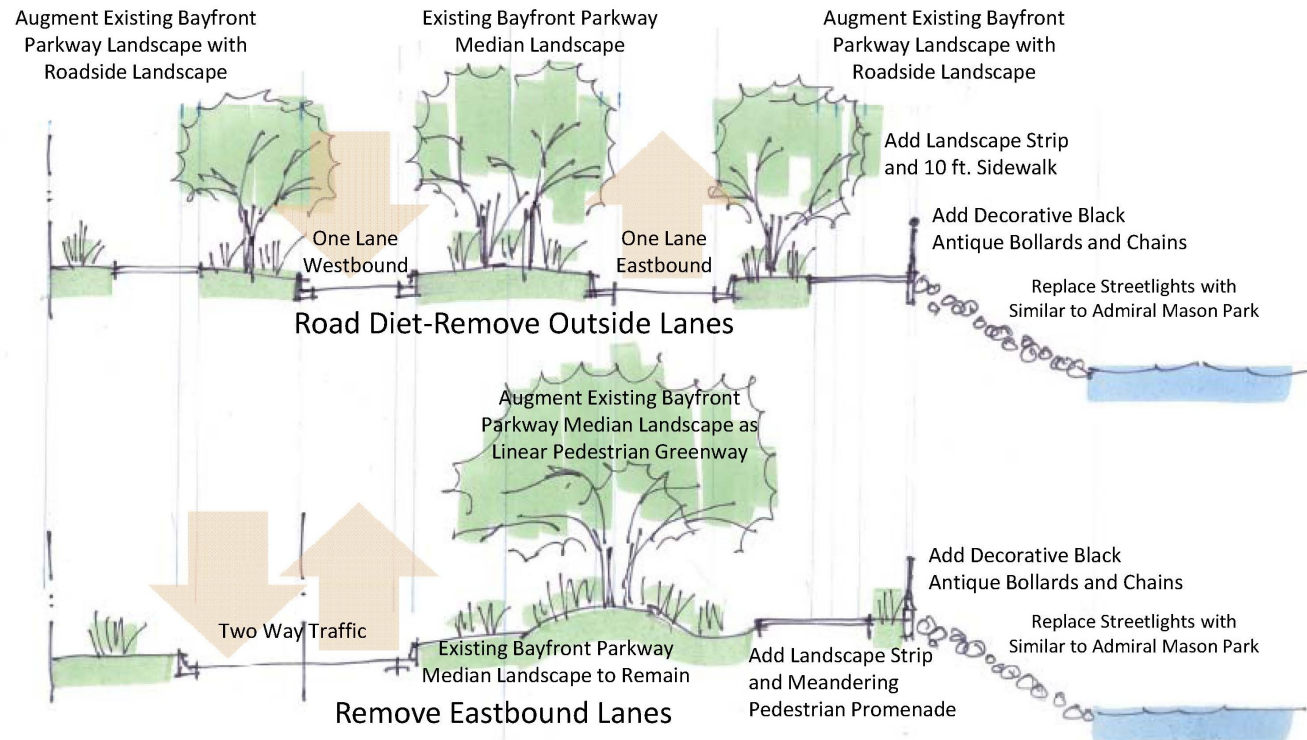 Augment Existing Bayfront
Parkway Landscape with
Roadside Landscape
Existing Bayfront Parkway
Median Landscape
Augment Existing Bayfront
Parkway Landscape with
Roadside Landscape
Add Landscape Strip
and 10 ft. Sidewalk
Add Decorative Black
Antique Bollards and Chains
One Lane
Westbound
One Lane
Eastbound
Replace Streetlights with
Similar to Admiral Mason Park
Road Diet-Remove Outside Lanes
Augment Existing Bayfront
Parkway Median Landscape as
Linear Pedestrian Greenway
Add Decorative Black
Antique Bollards and Chains
Two Way Traffic
Replace Streetlights with
Similar to Admiral Mason Park
Existing Bayfront Parkway
Median Landscape to Remain
Add Landscape Strip
and Meandering
Pedestrian Promenade
Remove Eastbound Lanes